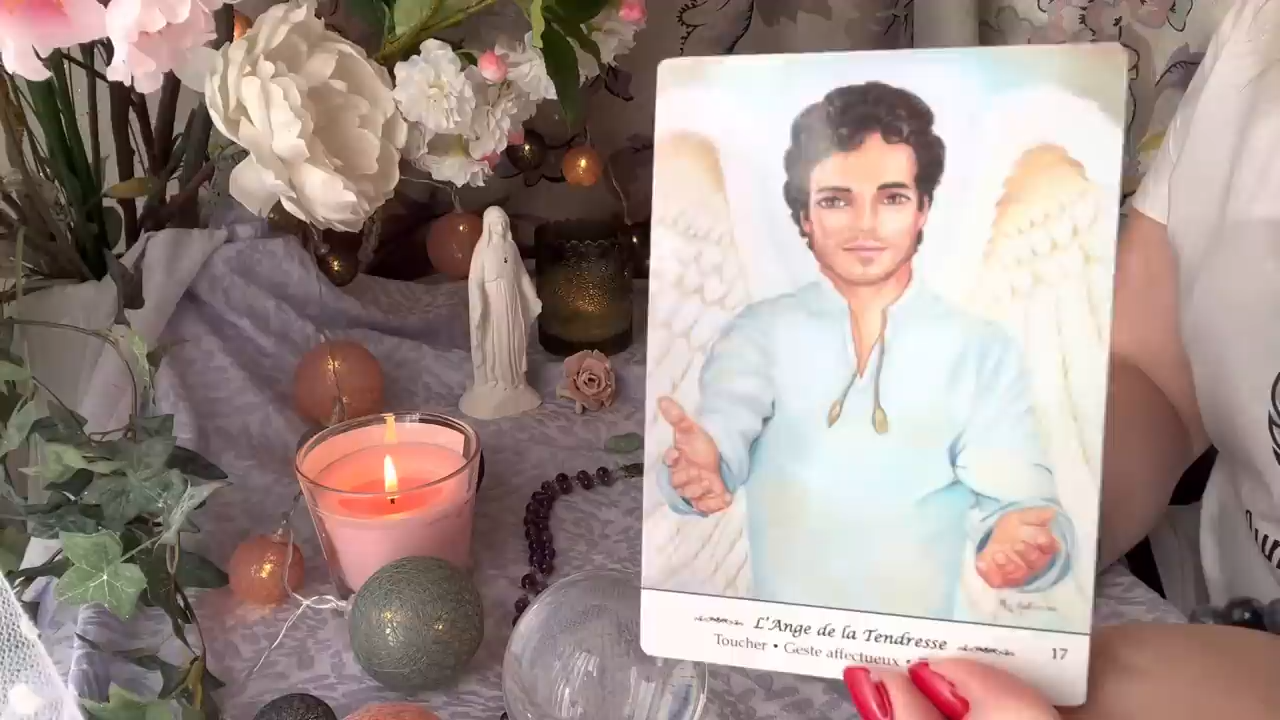 L'Ange de la Tendresse
17
Toucher • Geste affectueux •